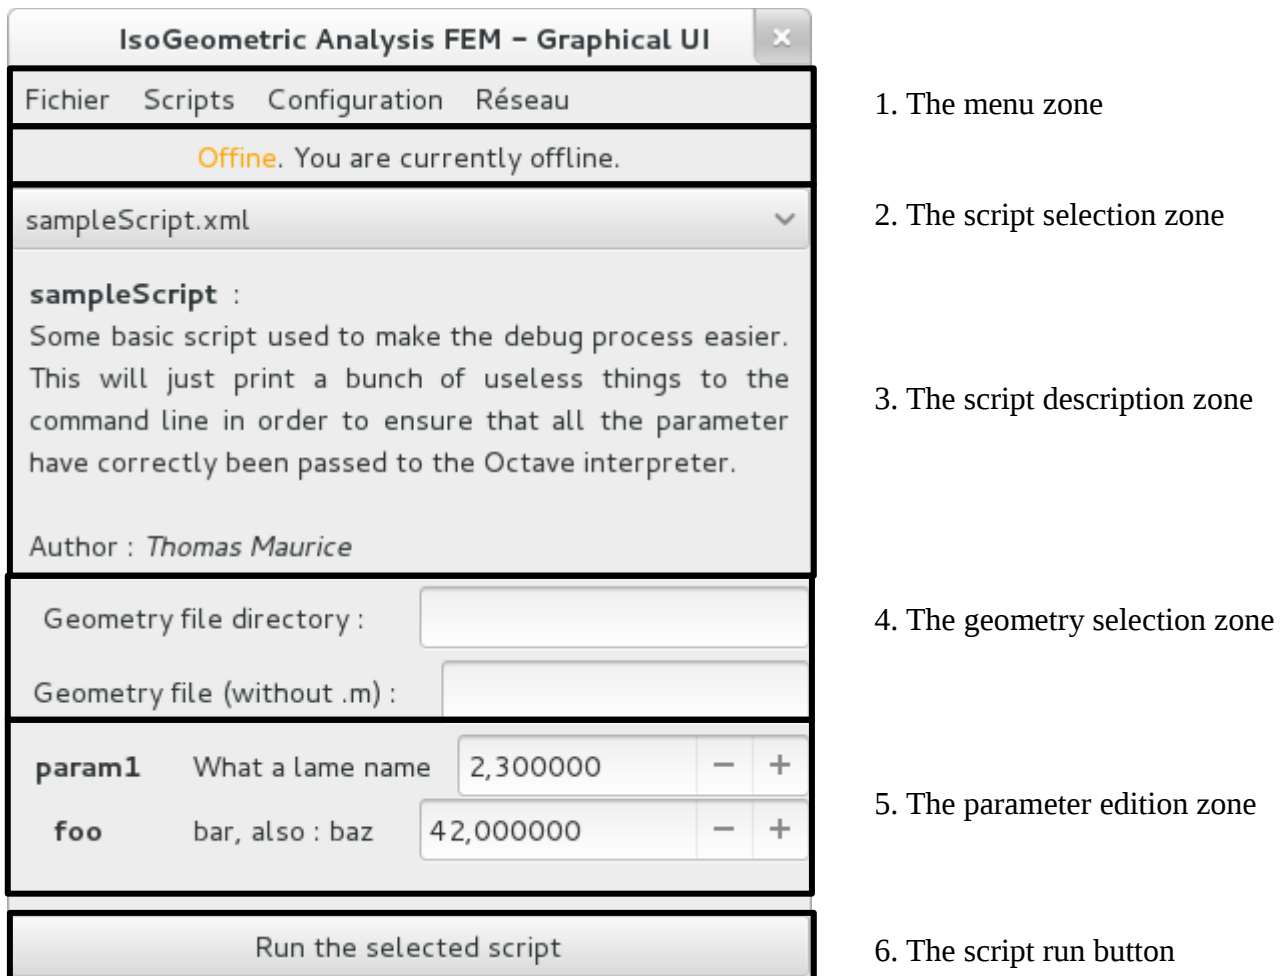 IsoGeometric Analysis FEM – Graphical UI
Fichier Scripts Configuration Réseau
1. The menu zone
Offine. You are currently offline.
sampleScript.xml
2. The script selection zone
sampleScript :
Some basic script used to make the debug process easier.
This will just print a bunch of useless things to the
command line in order to ensure that all the parameter
have correctly been passed to the Octave interpreter.
Author : Thomas Maurice
3. The script description zone
Geometry file directory :
Geometry file (without .m) :
4. The geometry selection zone
param1 What a lame name 2,300000 − +
foo bar, also : baz 42,000000 − +
5. The parameter edition zone
Run the selected script
6. The script run button